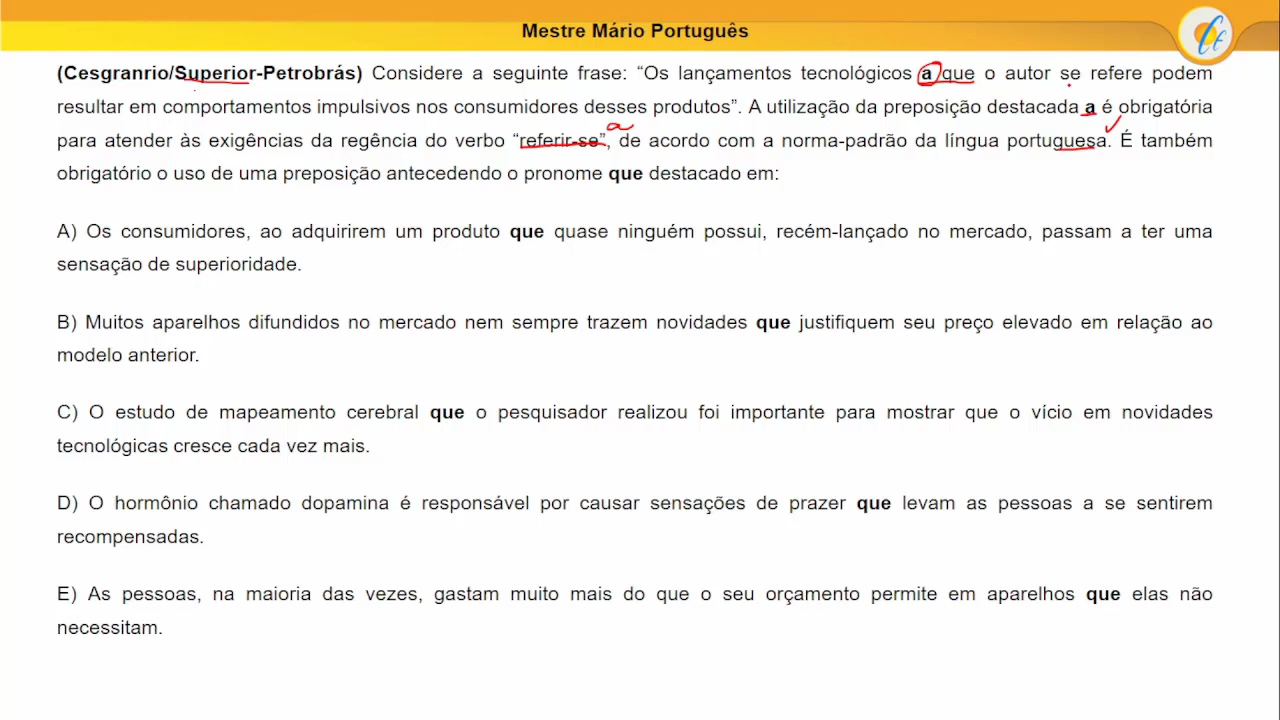 Mestre Mário Português
(Cesgranrio/Superior-Petrobrás) Considere a seguinte frase: “Os lançamentos tecnológicos a que o autor se refere podem
resultar em comportamentos impulsivos nos consumidores desses produtos”. A utilização da preposição destacada a é obrigatória
a
para atender às exigências da regência do verbo “referir-se”, de acordo com a norma-padrão da língua portuguesa. É também
obrigatório o uso de uma preposição antecedendo o pronome que destacado em:
A) Os consumidores, ao adquirirem um produto que quase ninguém possui, recém-lançado no mercado, passam a ter uma
sensação de superioridade.
B) Muitos aparelhos difundidos no mercado nem sempre trazem novidades que justifiquem seu preço elevado em relação ao
modelo anterior.
C) O estudo de mapeamento cerebral que o pesquisador realizou foi importante para mostrar que o vício em novidades
tecnológicas cresce cada vez mais.
D) O hormônio chamado dopamina é responsável por causar sensações de prazer que levam as pessoas a se sentirem
recompensadas.
E) As pessoas, na maioria das vezes, gastam muito mais do que o seu orçamento permite em aparelhos que elas não
necessitam.